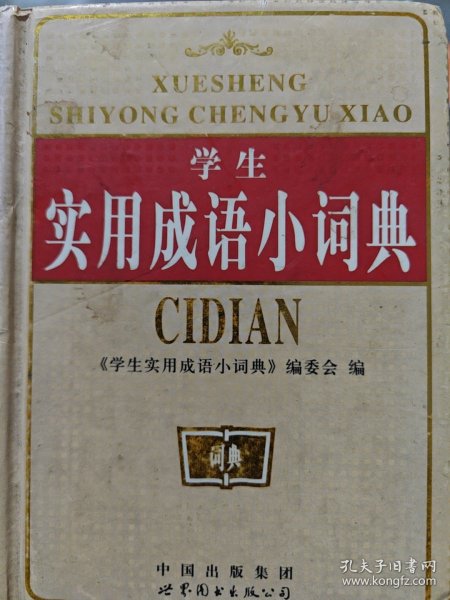 XUESHENG
SHIYONG CHENGYU XIAO
学生
实用成语小词典
CIDIAN
《学生实用成语小词典》编委会 编
词典
中国出版集团
世界图书出版公司
孔夫子旧书网
www.kongfz.com